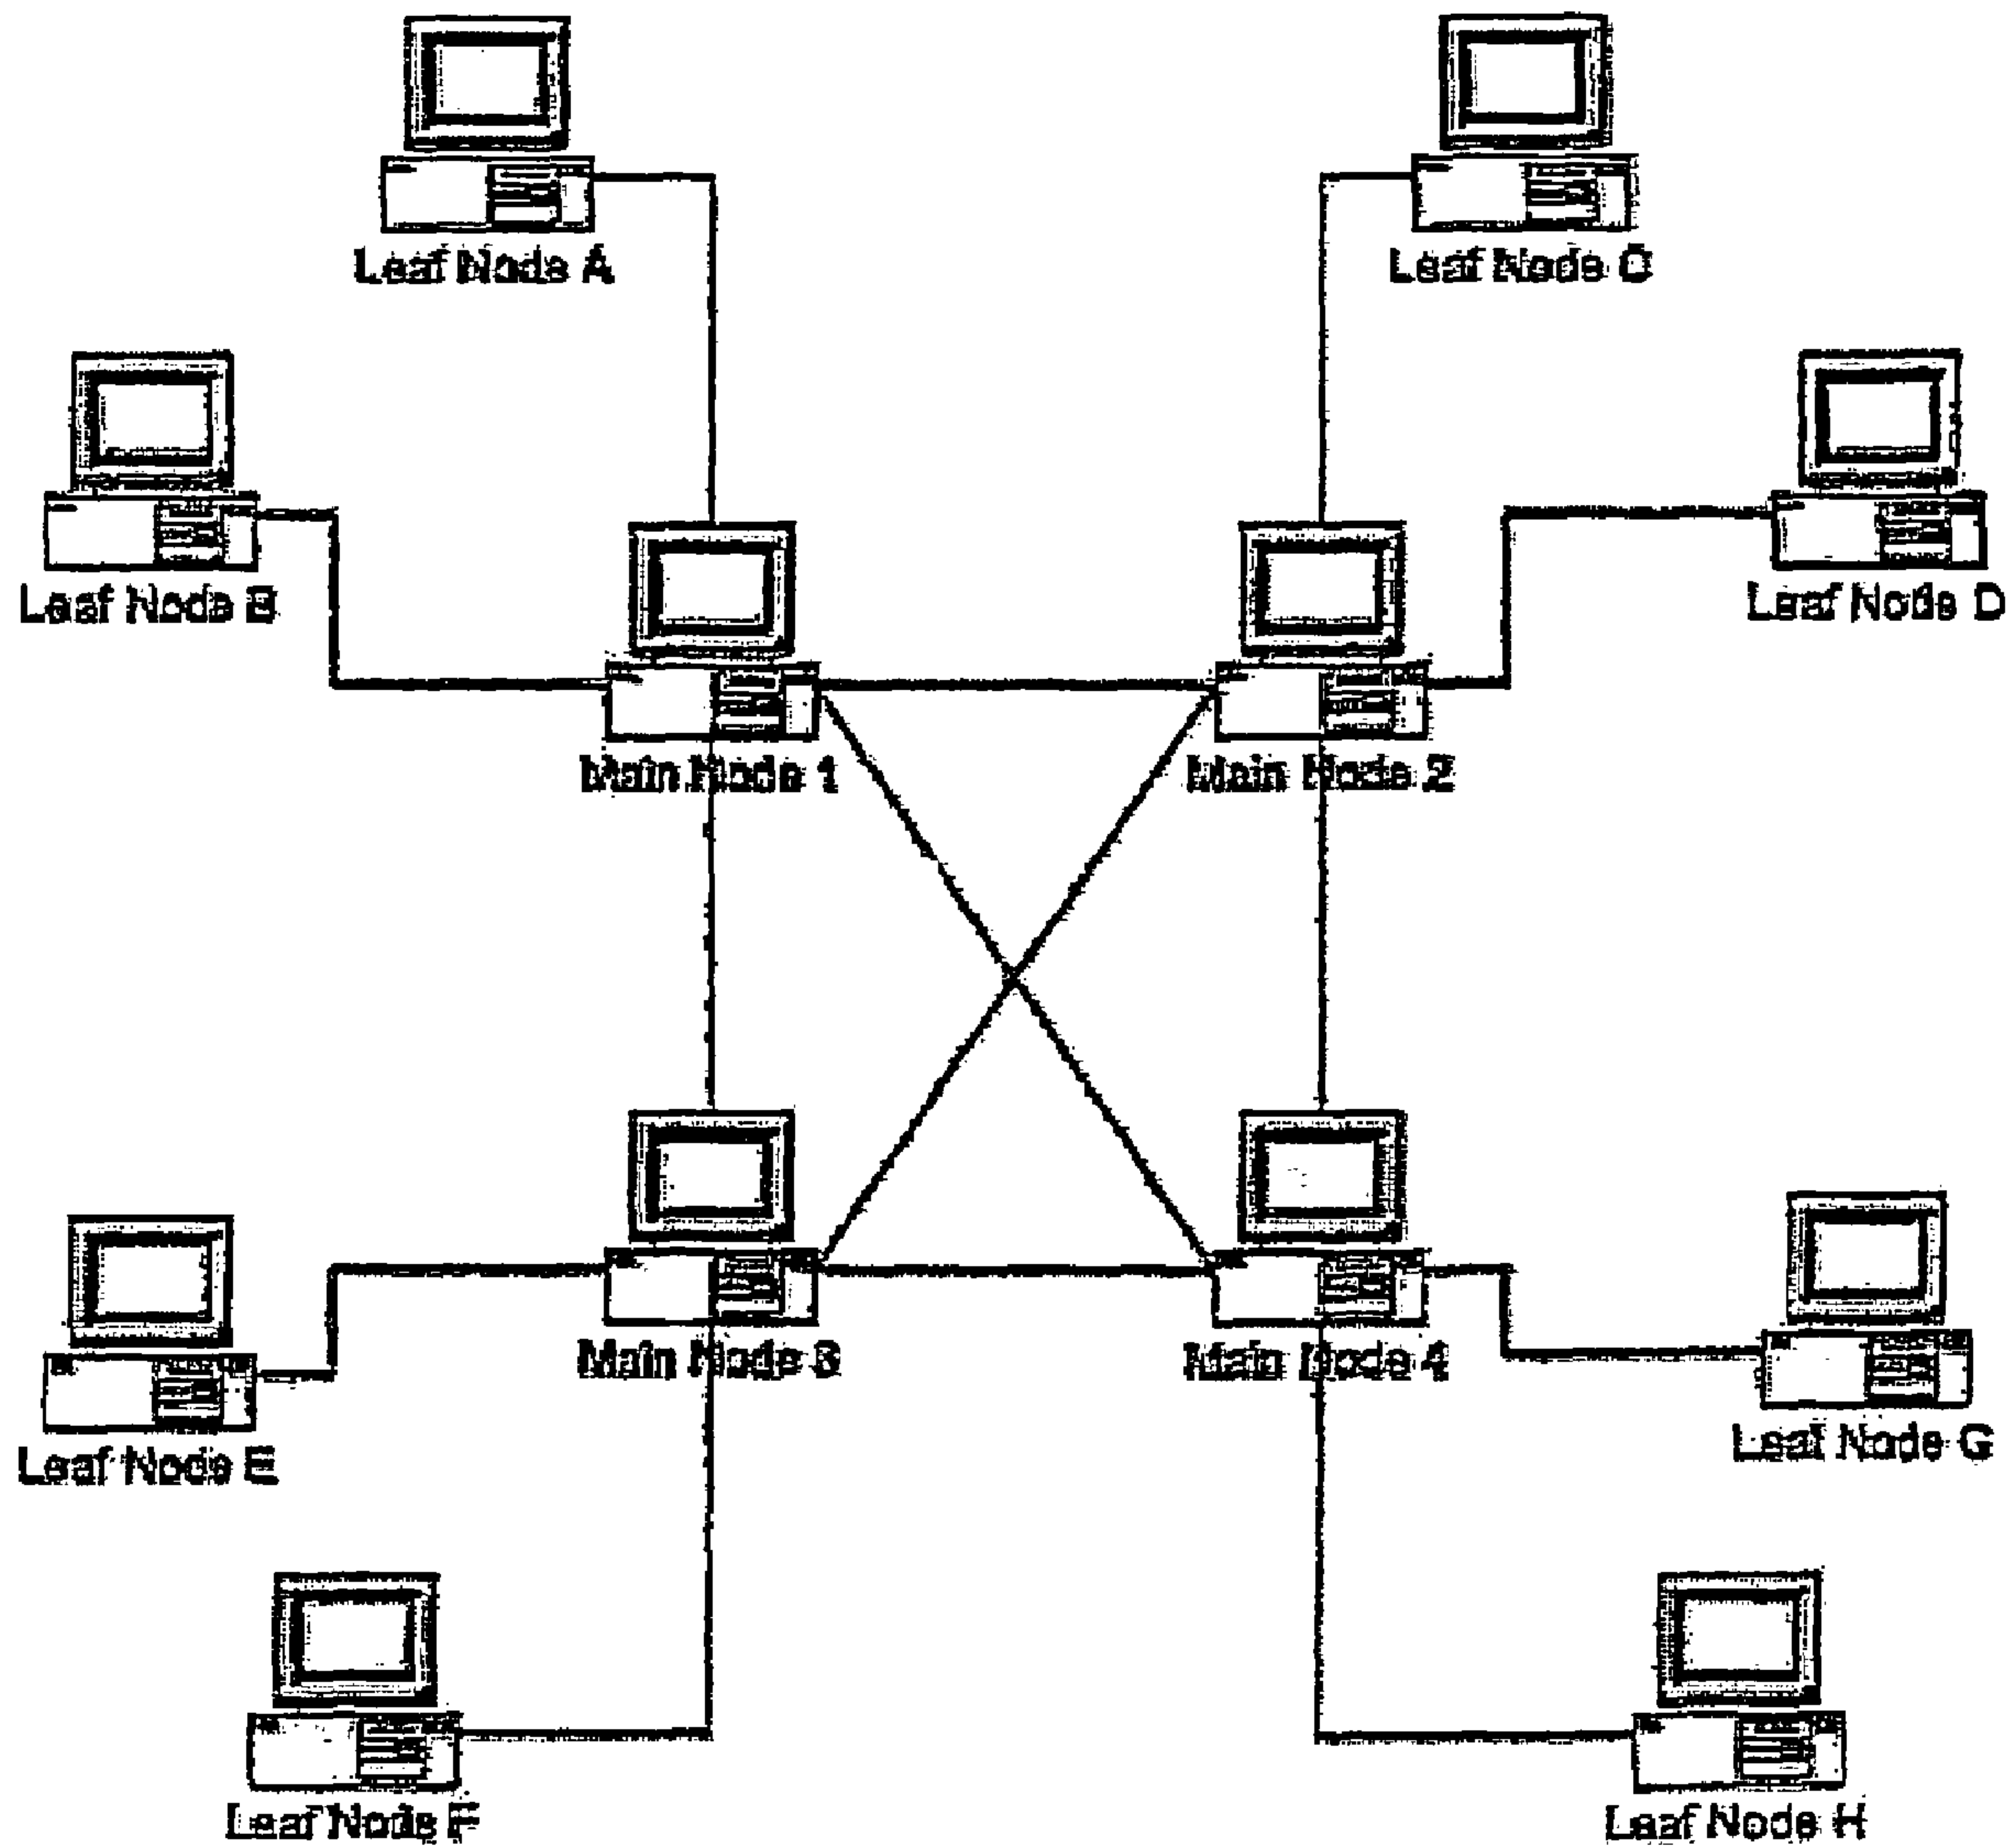 Leaf Node A
Leaf Node C
Leaf Node B
Leaf Node D
Main Node 1
Main Node 2
Main Node 3
Main Node 4
Leaf Node E
Leaf Node G
Leaf Node F
Leaf Node H